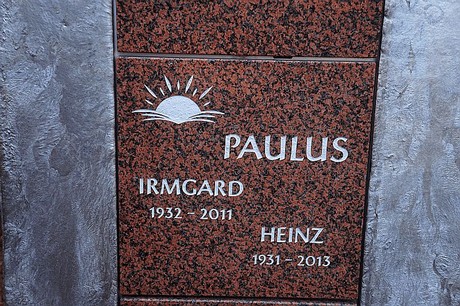 PAULUS
IRMGARD
1932 - 2011
HEINZ
1931 - 2013